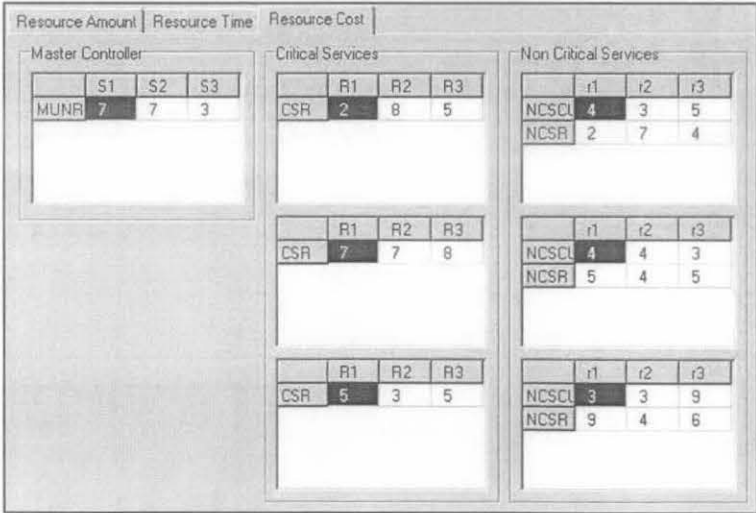 Resource Amount Resource Time Resource Cost
Master Controller
S1 S2 S3
MUNR 7 7 3
Critical Services
R1 R2 R3
CSR 2 8 5
R1 R2 R3
CSR 7 7 8
R1 R2 R3
CSR 5 3 5
Non Critical Services
r1 r2 r3
NCSCU 4 3 5
NCSR 2 7 4
r1 r2 r3
NCSCU 4 4 3
NCSR 5 4 5
r1 r2 r3
NCSCU 3 3 9
NCSR 9 4 6